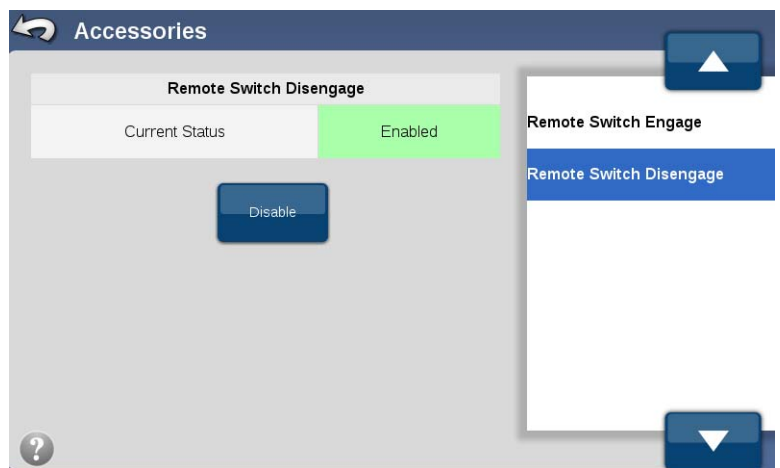 Accessories
Remote Switch Disengage
Current Status Enabled
Disable
Remote Switch Engage
Remote Switch Disengage
?